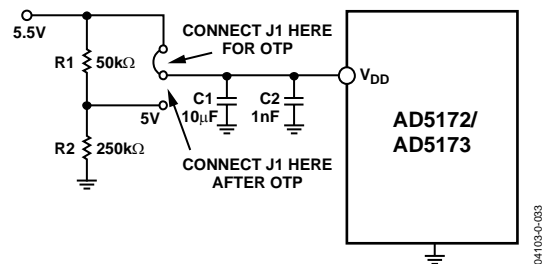 5.5V
CONNECT J1 HERE
FOR OTP
R1 50kΩ
VDD
C1
10μF
C2
1nF
5V
AD5172/
AD5173
R2 250kΩ
CONNECT J1 HERE
AFTER OTP
04103-0-033